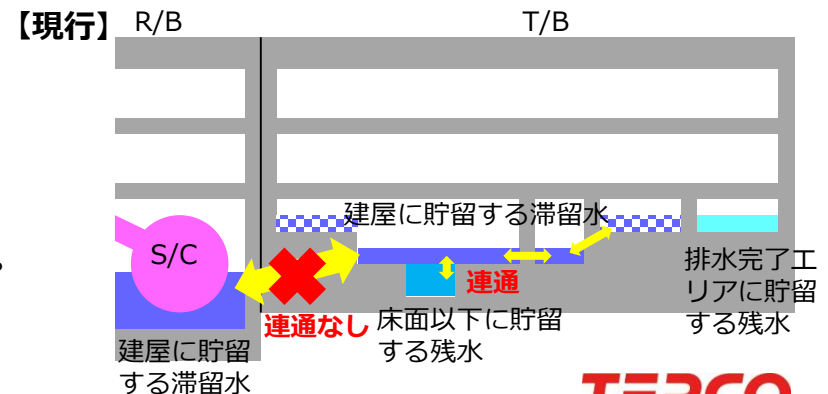 【現行】 R/B
T/B
建屋に貯留する滞留水
S/C
連通
連通なし
床面以下に貯留
する残水
排水完了エ
リアに貯留
する残水
建屋に貯留
する滞留水
。
TEPCO